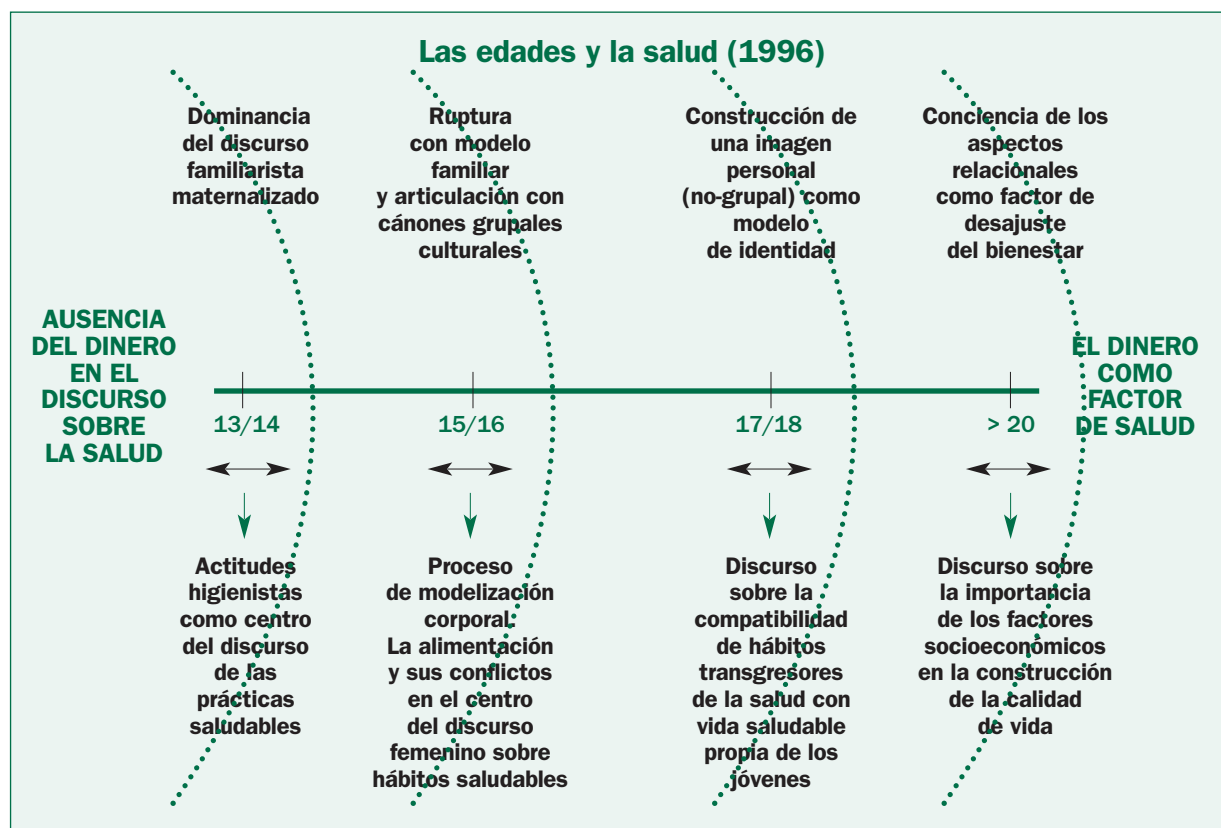 Las edades y la salud (1996)
Dominancia
del discurso
familiarista
maternalizado
Ruptura
con modelo
familiar
y articulación con
cánones grupales
culturales
Construcción de
una imagen
personal
(no-grupal) como
modelo
de identidad
Conciencia de los
aspectos
relacionales
como factor de
desajuste
del bienestar
AUSENCIA
DEL DINERO
EN EL
DISCURSO
SOBRE
LA SALUD
13/14
15/16
17/18
> 20
EL DINERO
COMO
FACTOR
DE SALUD
Actitudes
higienistas
como centro
del discurso
de las
prácticas
saludables
Proceso
de modelización
corporal.
La alimentación
y sus conflictos
en el centro
del discurso
femenino sobre
hábitos saludables
Discurso
sobre la
compatibilidad
de hábitos
transgresores
de la salud con
vida saludable
propia de los
jóvenes
Discurso sobre
la importancia
de los factores
socioeconómicos
en la construcción
de la calidad
de vida